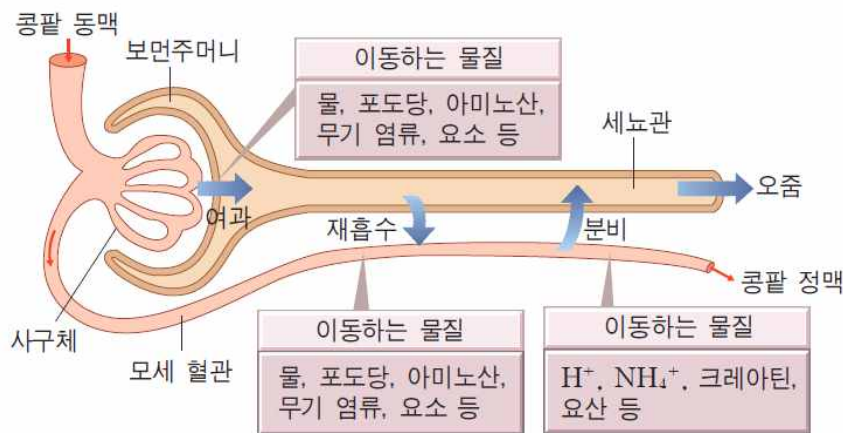 콩팥 동맥
보먼주머니
이동하는 물질
물, 포도당, 아미노산,
무기 염류, 요소 등
세뇨관
여과
재흡수
분비
오줌
콩팥 정맥
사구체
모세 혈관
이동하는 물질
물, 포도당, 아미노산,
무기 염류, 요소 등
이동하는 물질
H⁺, NH₄⁺, 크레아틴,
요산 등